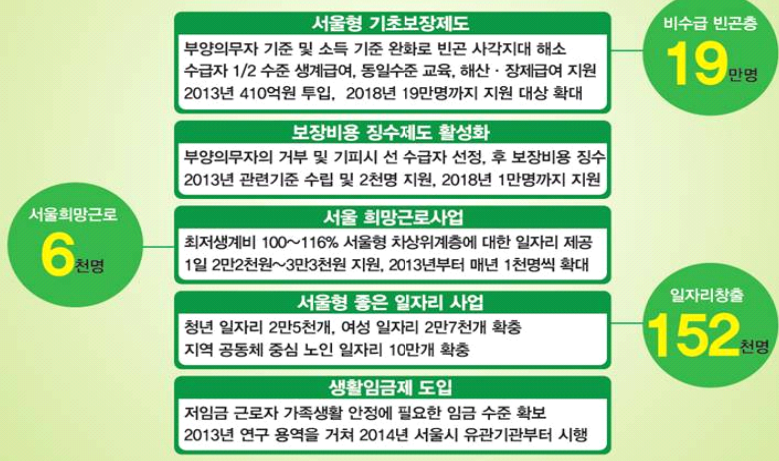 서울형 기초보장제도
부양의무자 기준 및 소득 기준 완화로 빈곤 사각지대 해소
수급자 1/2 수준 생계급여, 동일수준 교육, 해산·장제급여 지원
2013년 410억원 투입, 2018년 19만명까지 지원 대상 확대
비수급 빈곤층
19만명
보장비용 징수제도 활성화
부양의무자의 거부 및 기피시 선 수급자 선정, 후 보장비용 징수
2013년 관련기준 수립 및 2천명 지원, 2018년 1만명까지 지원
서울희망근로
6천명
서울 희망근로사업
최저생계비 100~116% 서울형 차상위계층에 대한 일자리 제공
1일 2만2천원~3만3천원 지원, 2013년부터 매년 1천명씩 확대
서울형 좋은 일자리 사업
청년 일자리 2만5천개, 여성 일자리 2만7천개 확충
지역 공동체 중심 노인 일자리 10만개 확충
일자리창출
152천명
생활임금제 도입
저임금 근로자 가족생활 안정에 필요한 임금 수준 확보
2013년 연구 용역을 거쳐 2014년 서울시 유관기관부터 시행